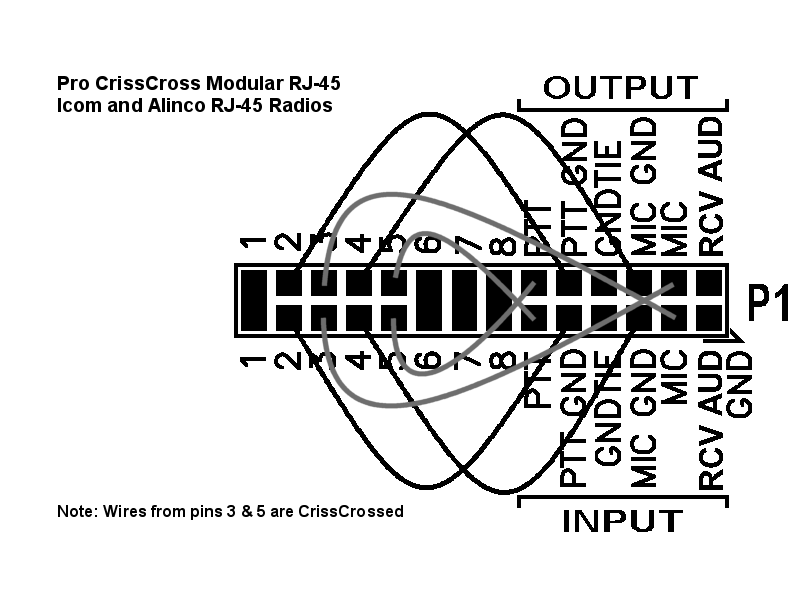 Pro CrissCross Modular RJ-45
Icom and Alinco RJ-45 Radios
OUTPUT
1 2 3 4 5 6 7 8 PTT PTT GND GNDTIE MIC GND MIC RCV AUD
P1
1 2 3 4 5 6 7 8 PTT PTT GND GNDTIE MIC GND MIC RCV AUD GND
Note: Wires from pins 3 & 5 are CrissCrossed
INPUT